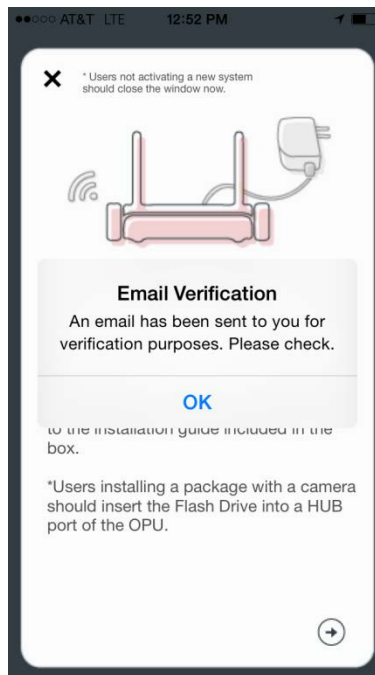 AT&T LTE 12:52 PM
* Users not activating a new system
should close the window now.
Email Verification
An email has been sent to you for
verification purposes. Please check.
OK
to the installation guide included in the
box.
*Users installing a package with a camera
should insert the Flash Drive into a HUB
port of the OPU.